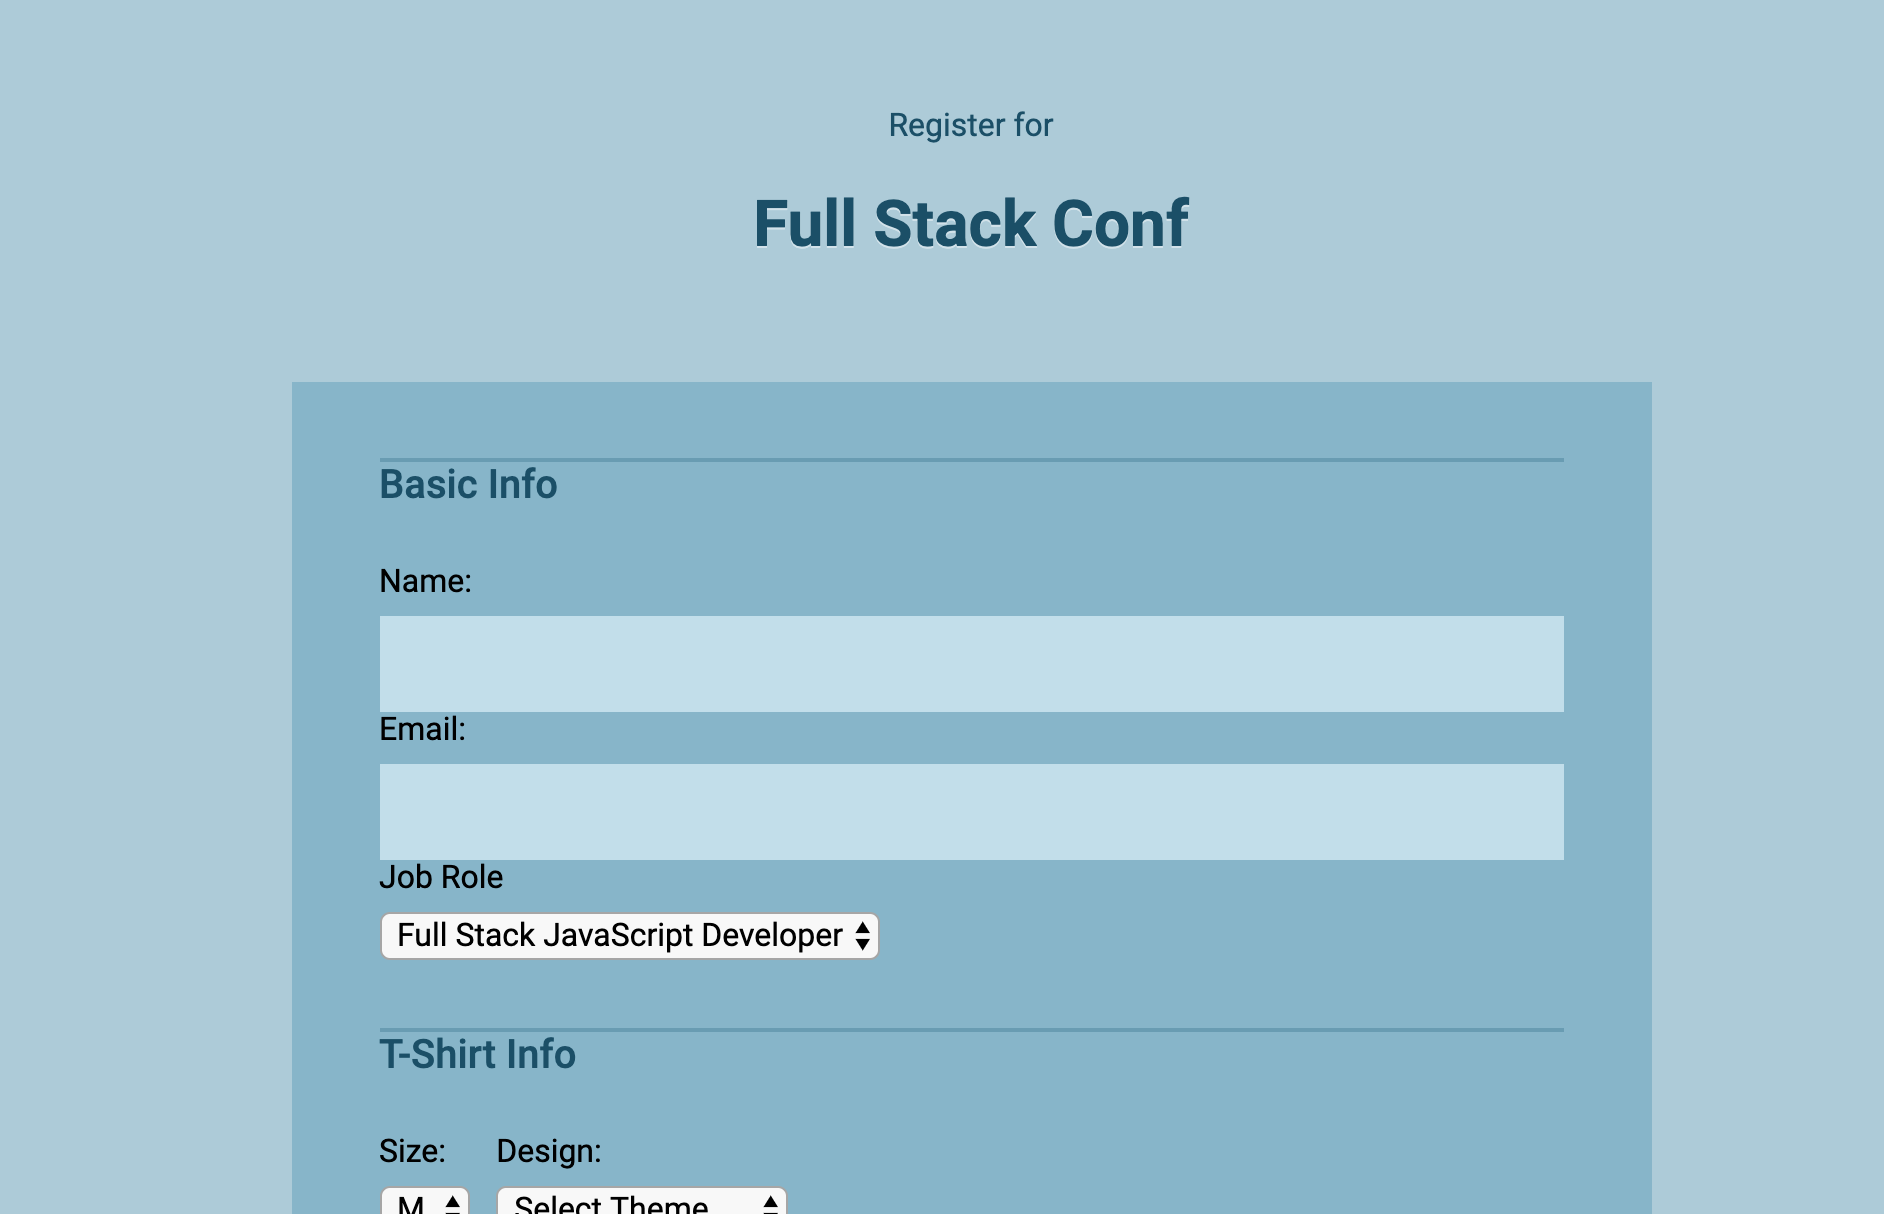 Register for
Full Stack Conf
Basic Info
Name:
Email:
Job Role
Full Stack JavaScript Developer
T-Shirt Info
Size: Design:
M Select Theme